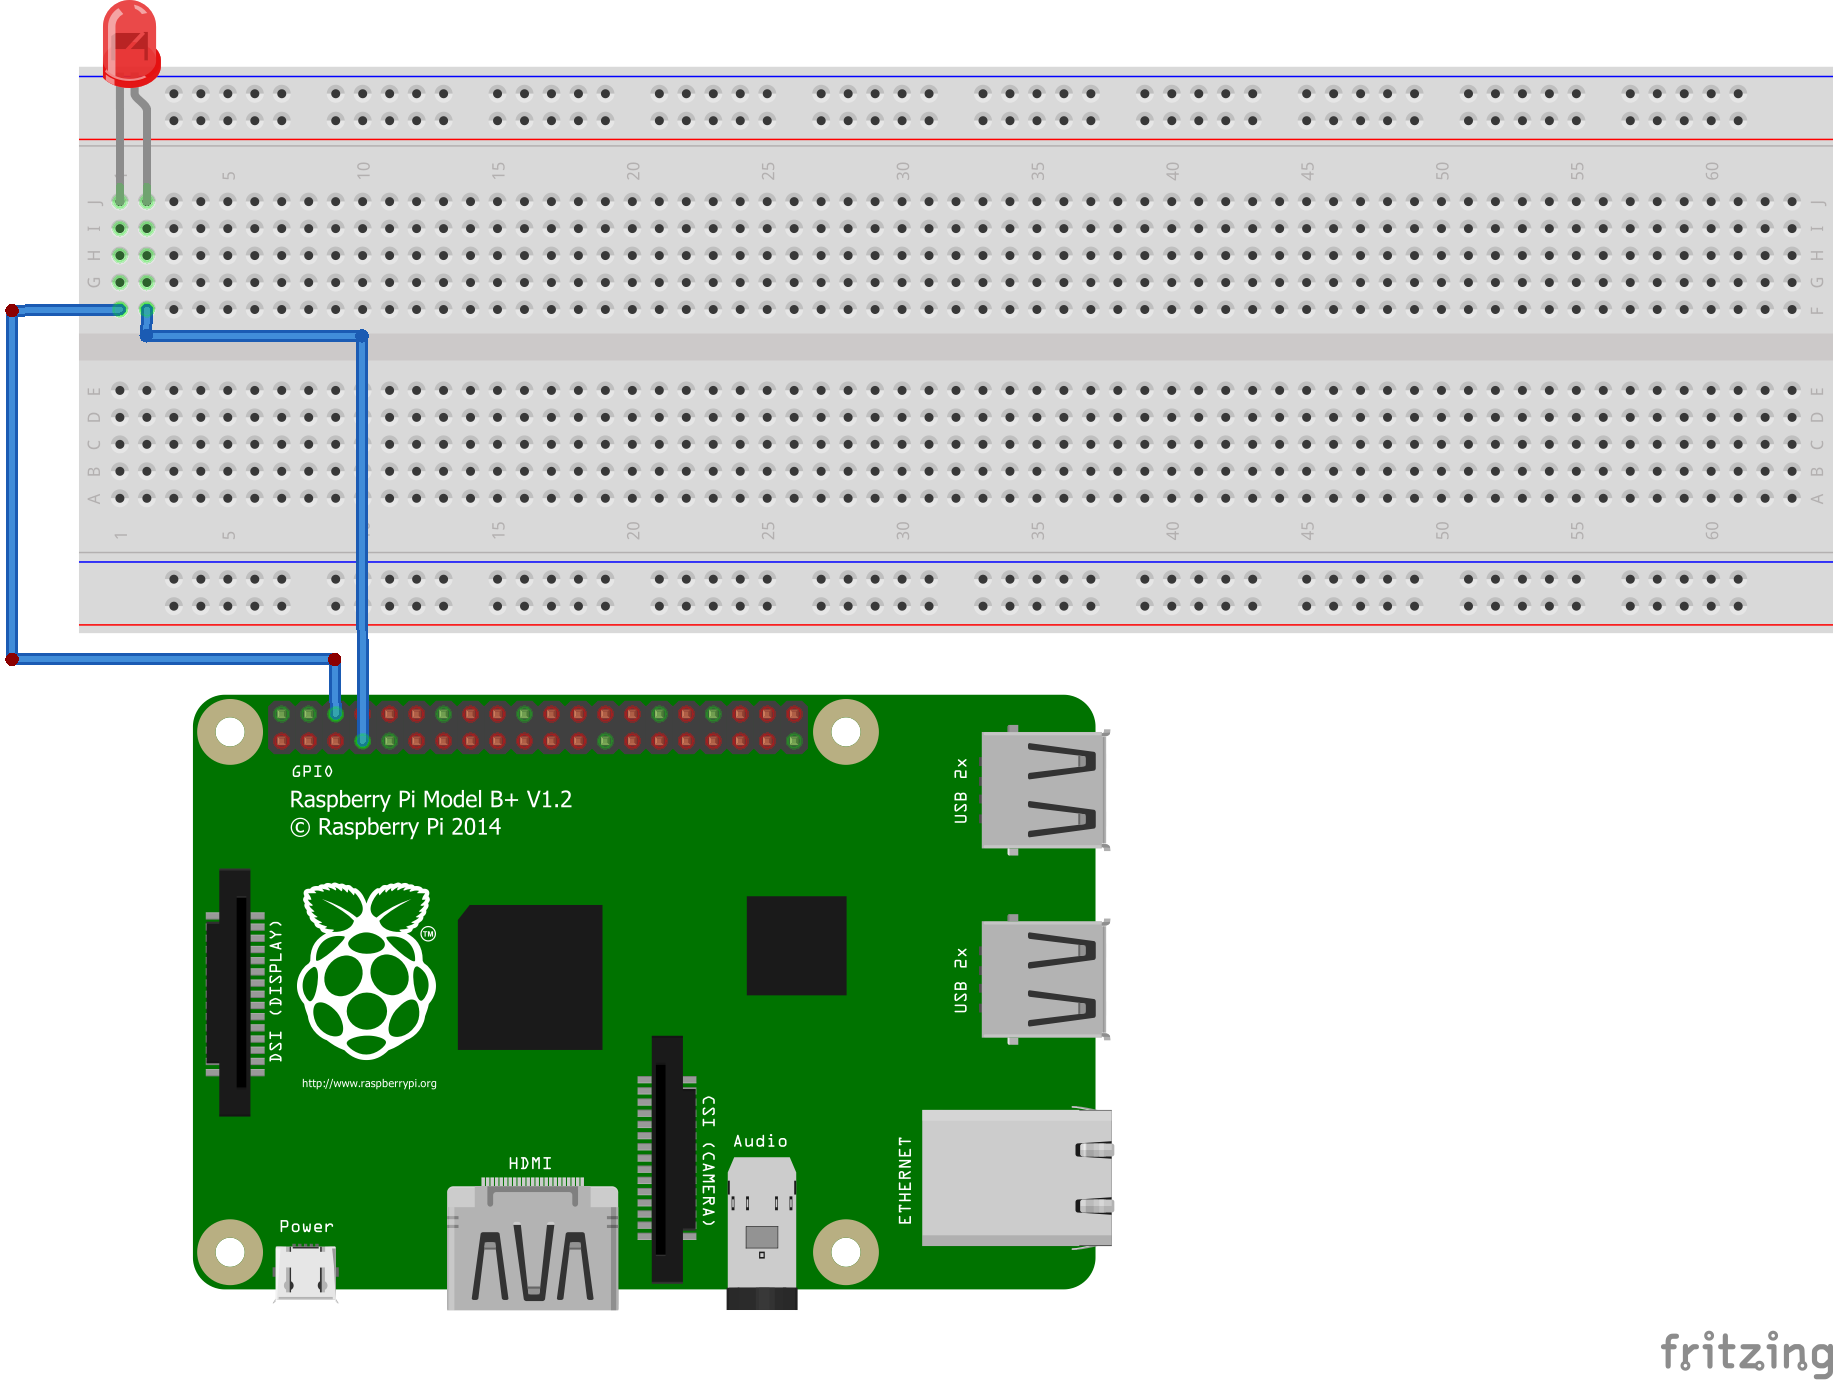 5 10 15 20 25 30 35 40 45 50 55 60
J J
I I
H H
G G
F
E E
D D
C C
B B
A A
1 5 15 20 25 30 35 40 45 50 55 60
GPIO
Raspberry Pi Model B+ V1.2
© Raspberry Pi 2014
USB 2x
USB 2x
DSI (DISPLAY)
TM
http://www.raspberrypi.org
CSI (CAMERA)
Audio
ETHERNET
HDMI
Power
fritzing